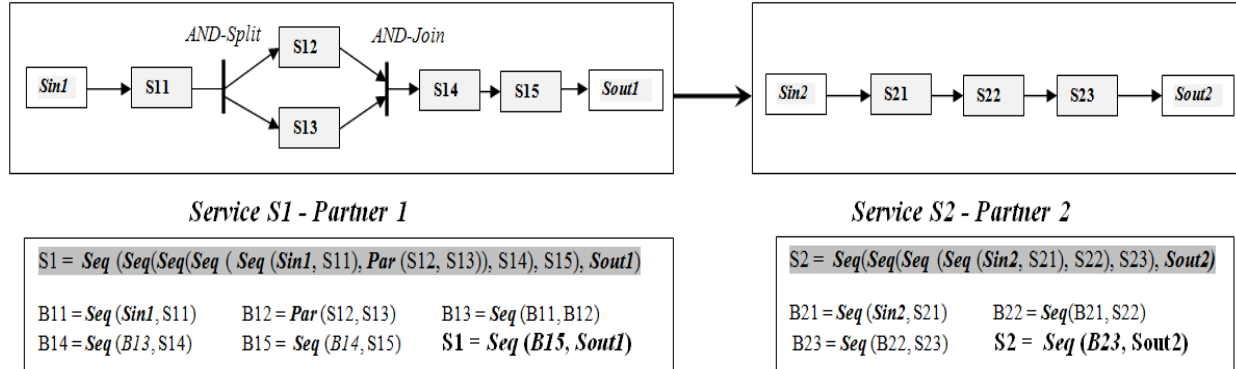 AND-Split
AND-Join
Sin1
S11
S12
S13
S14
S15
Sout1
Sin2
S21
S22
S23
Sout2
Service S1 - Partner 1
Service S2 - Partner 2
S1 = Seq (Seq(Seq(Seq ( Seq (Sin1, S11), Par (S12, S13)), S14), S15), Sout1)
B11 = Seq (Sin1, S11) B12 = Par (S12, S13) B13 = Seq (B11, B12)
B14 = Seq (B13, S14) B15 = Seq (B14, S15) S1 = Seq (B15, Sout1)
S2 = Seq(Seq(Seq (Seq (Sin2, S21), S22), S23), Sout2)
B21 = Seq (Sin2, S21) B22 = Seq(B21, S22)
B23 = Seq (B22, S23) S2 = Seq (B23, Sout2)